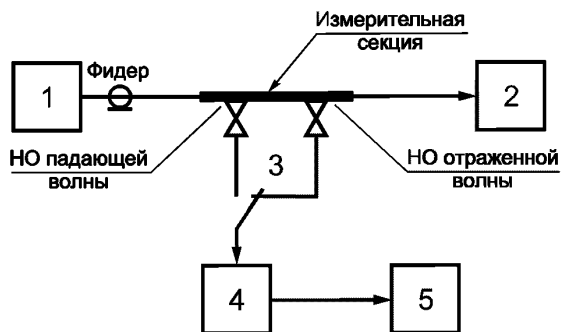 Измерительная
секция
Фидер
1
2
НО падающей
волны
3
НО отраженной
волны
4
5